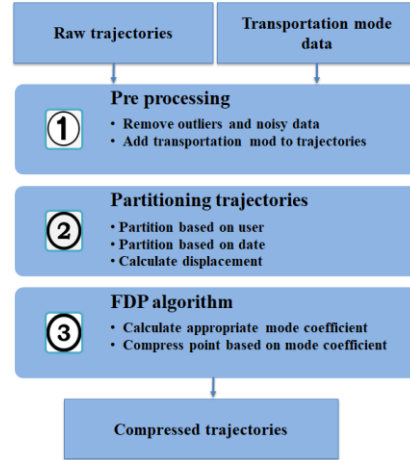 Raw trajectories
Transportation mode
data
1
Pre processing
• Remove outliers and noisy data
• Add transportation mod to trajectories
2
Partitioning trajectories
• Partition based on user
• Partition based on date
• Calculate displacement
3
FDP algorithm
• Calculate appropriate mode coefficient
• Compress point based on mode coefficient
Compressed trajectories